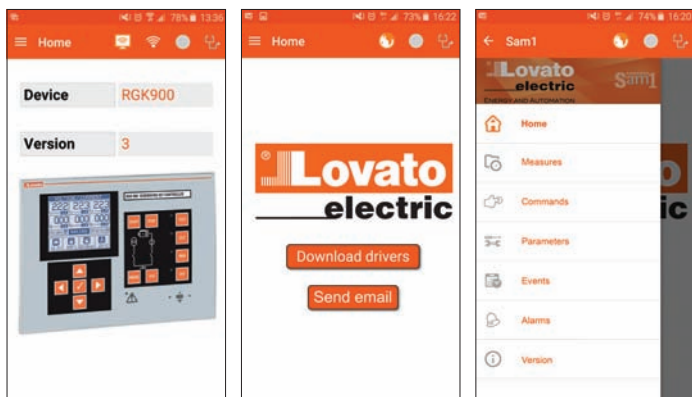 78% 13:36
Home
Device RGK900
Version 3
73% 16:22
Home
®
Lovato
electric
Download drivers
Send email
74% 16:20
Sam1
Lovato
electric
ENERGY AND AUTOMATION
Sam1
Home
Measures
Commands
Parameters
Events
Alarms
Version
o
ic